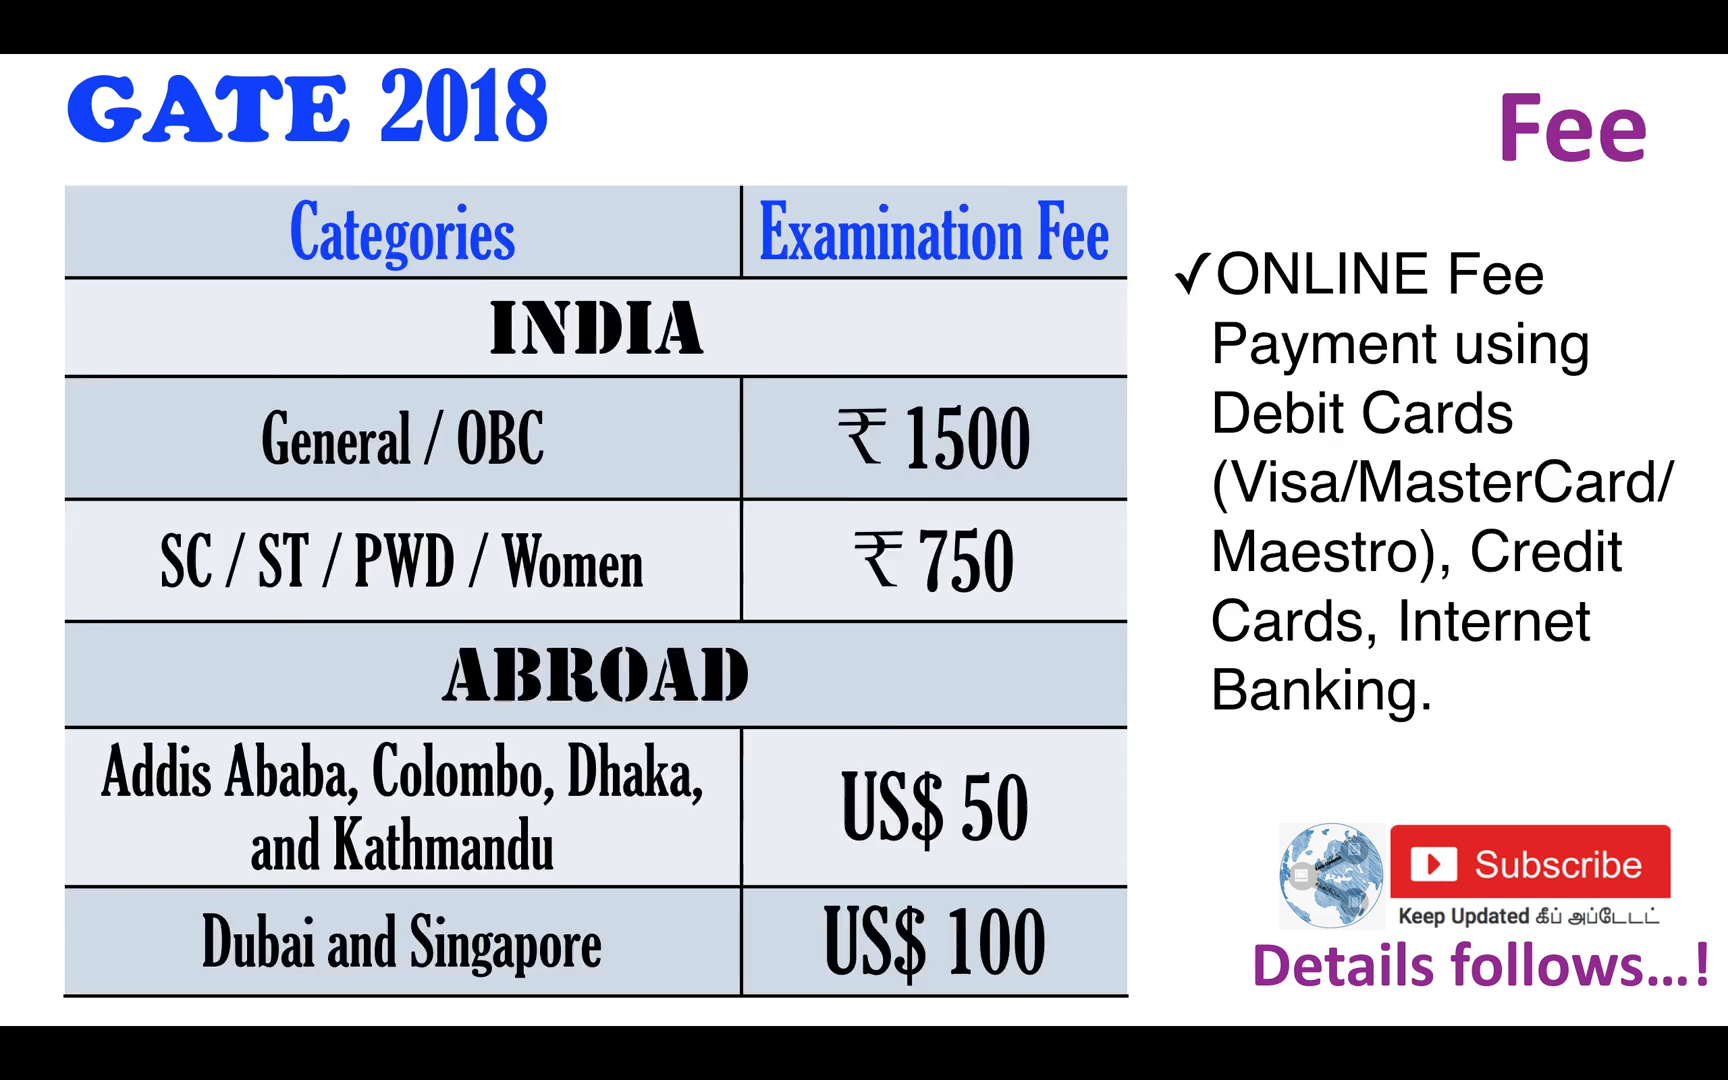 GATE 2018
Fee
Categories
Examination Fee
INDIA
General / OBC
₹ 1500
SC / ST / PWD / Women
₹ 750
ABROAD
Addis Ababa, Colombo, Dhaka,
and Kathmandu
US$ 50
Dubai and Singapore
US$ 100
✓ONLINE Fee
Payment using
Debit Cards
(Visa/MasterCard/
Maestro), Credit
Cards, Internet
Banking.
Subscribe
Keep Updated கீப் அப்டேடட்
Details follows...!